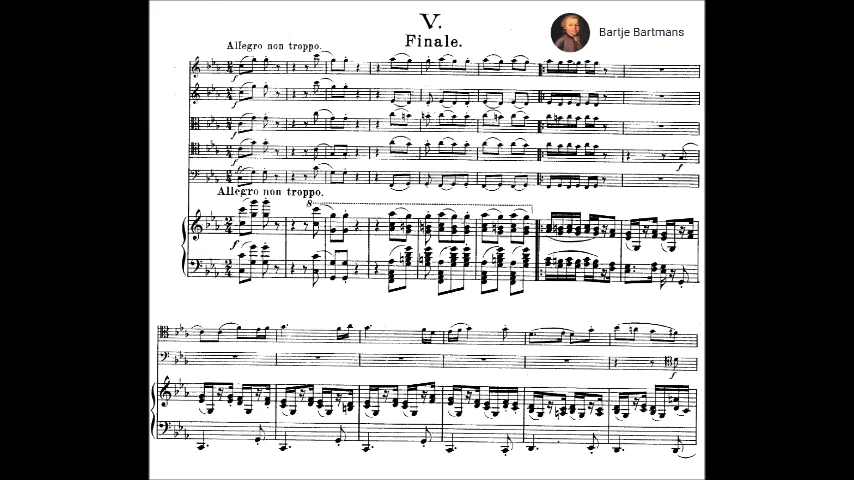 V.
Finale.
Bartje Bartmans
Allegro non troppo.
Allegro non troppo.